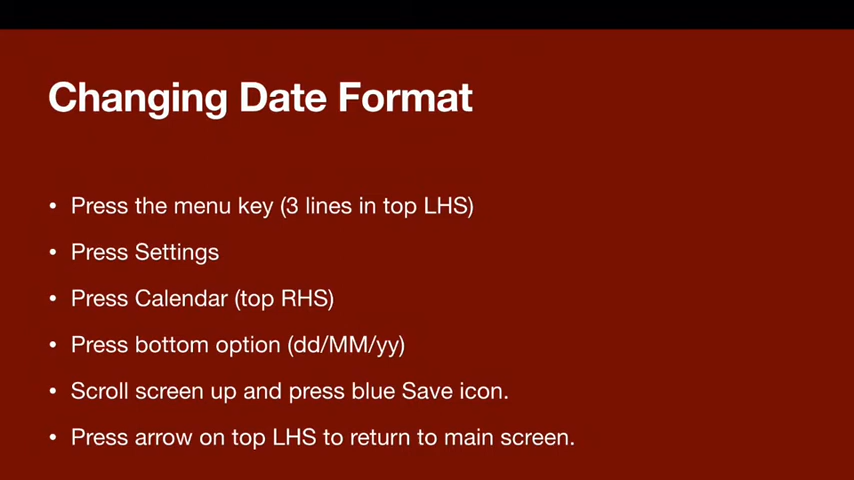 Changing Date Format
• Press the menu key (3 lines in top LHS)
• Press Settings
• Press Calendar (top RHS)
• Press bottom option (dd/MM/yy)
• Scroll screen up and press blue Save icon.
• Press arrow on top LHS to return to main screen.